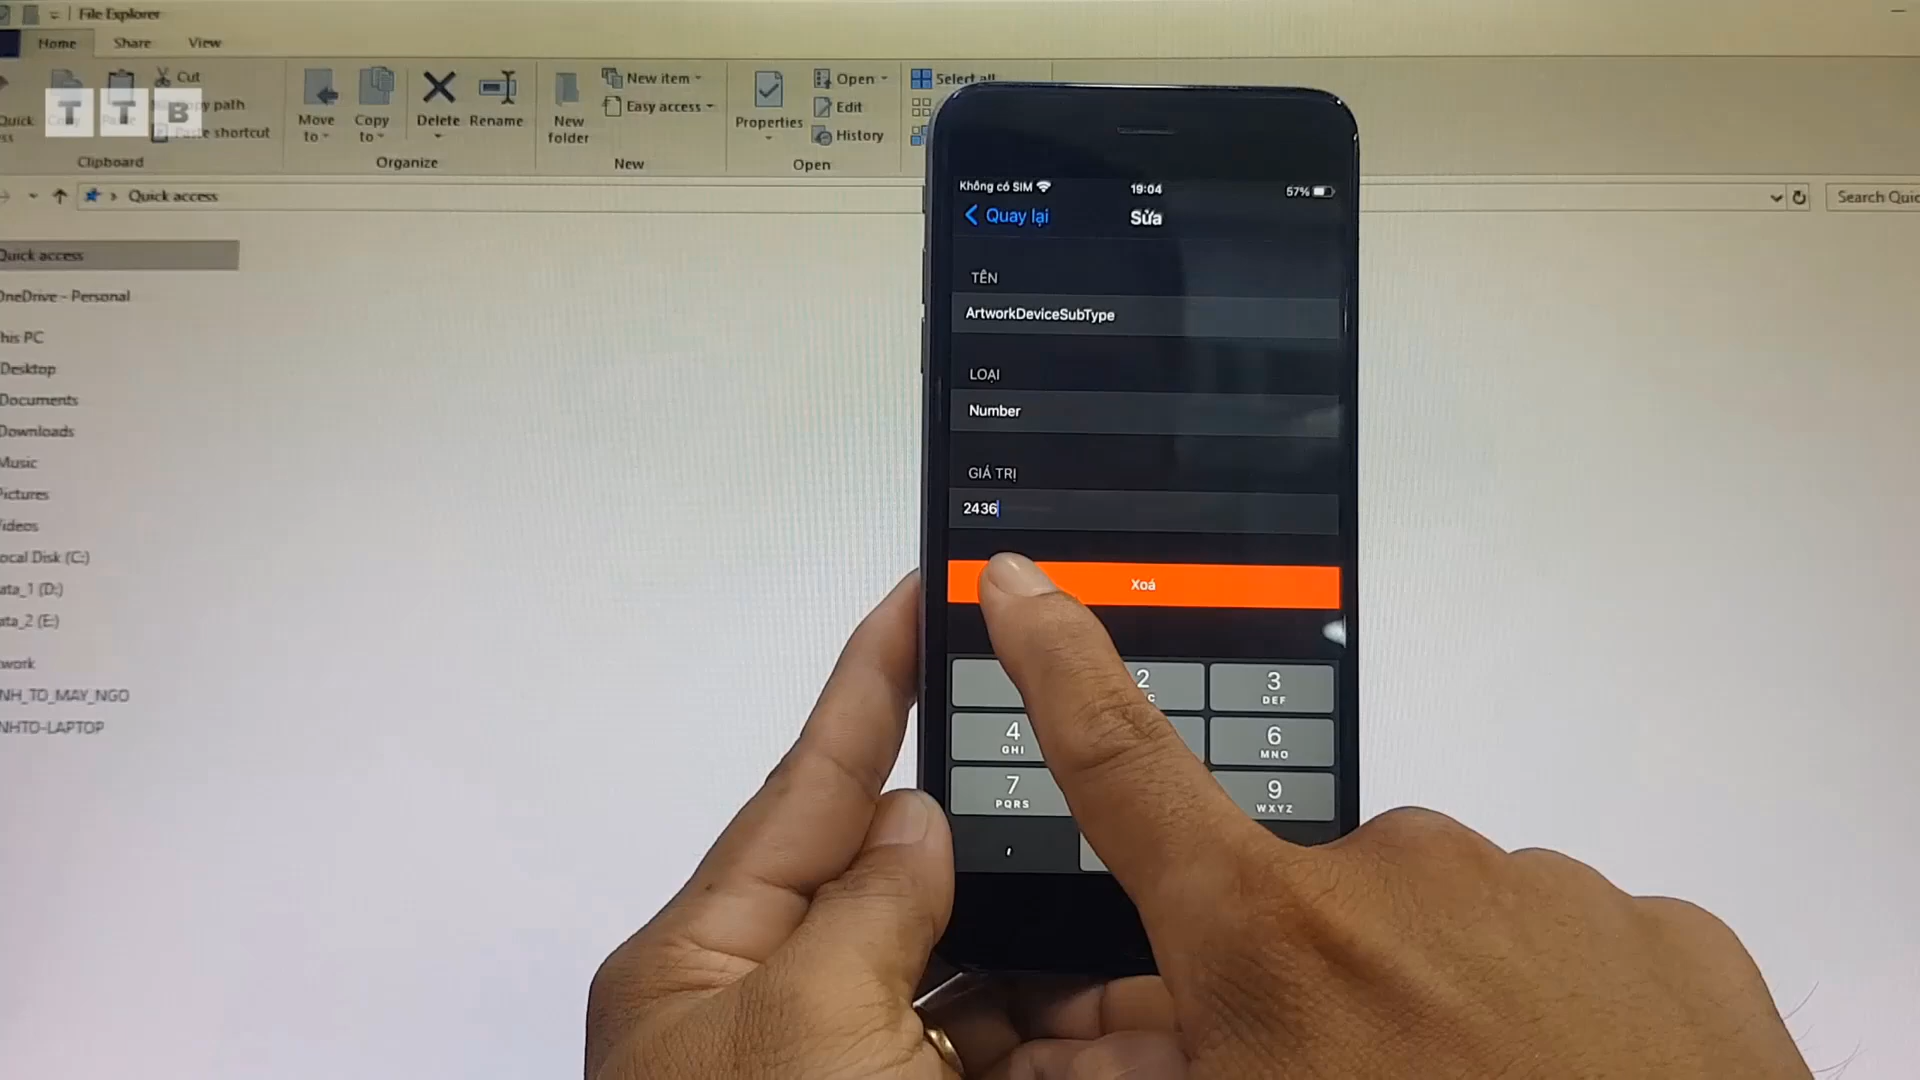 File Explorer
Home Share View
Cut
path
shortcut
T T B
Clipboard
Move to
Copy to
Delete
Rename
Organize
New folder
New item
Easy access
New
Properties
Open
Edit
History
Open
Select all
Quick access
Search Quic
Quick access
OneDrive - Personal
his PC
Desktop
Documents
Downloads
Music
Pictures
ideos
ocal Disk (C:)
ata_1 (D:)
ata_2 (E:)
work
NH_TO_MAY_NGO
NHTO-LAPTOP
Không có SIM 19:04 57%
Quay lại Sửa
TÊN
ArtworkDeviceSubType
LOẠI
Number
GIÁ TRỊ
2436
Xoá
2 3
C DEF
4 6
GHI MNO
7 9
PQRS WXYZ
,